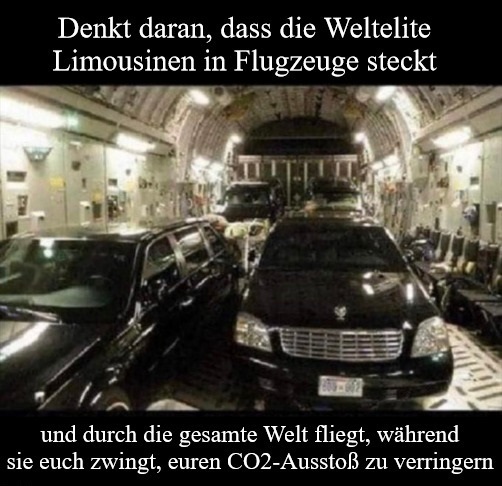 Denkt daran, dass die Weltelite
Limousinen in Flugzeuge steckt
und durch die gesamte Welt fliegt, während
sie euch zwingt, euren CO2-Ausstoß zu verringern